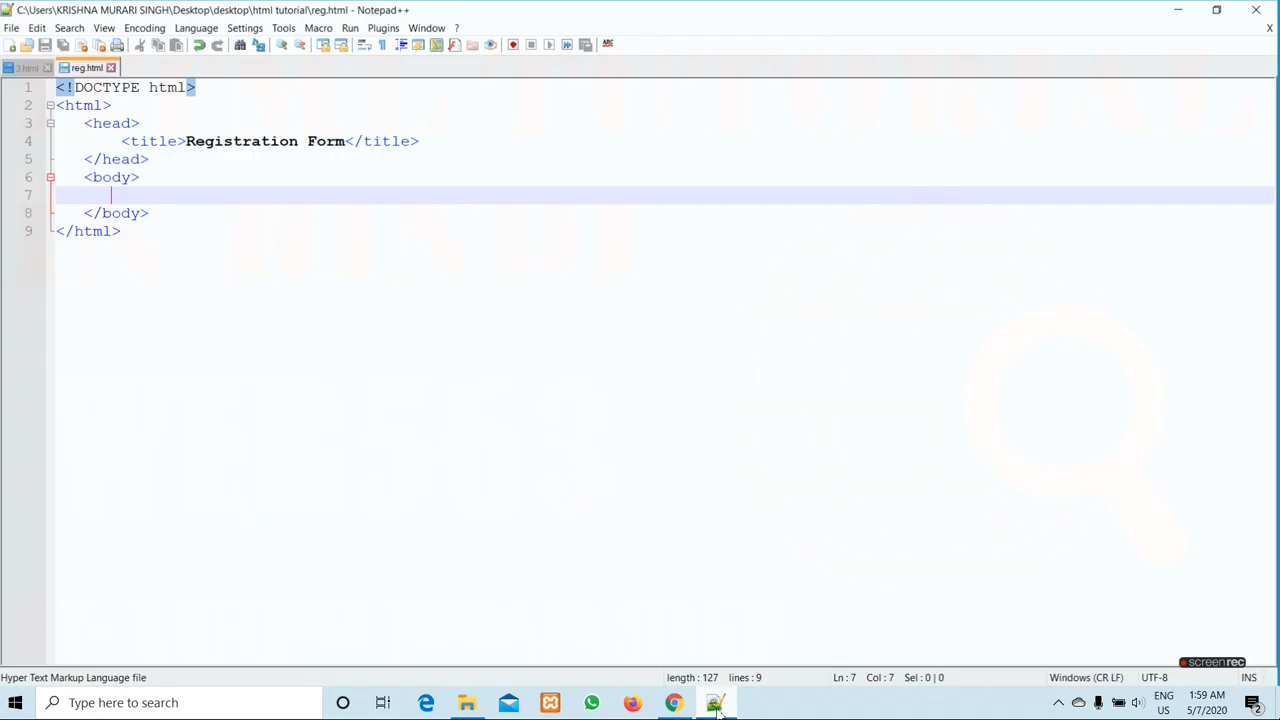 C:\Users\KRISHNA MURARI SINGH\Desktop\desktop\html tutorial\reg.html - Notepad++
File Edit Search View Encoding Language Settings Tools Macro Run Plugins Window ? X
3 html reg.html
1 <!DOCTYPE html>
2 <html>
3 <head>
4 <title>Registration Form</title>
5 </head>
6 <body>
7
8 </body>
9 </html>
screenrec
Hyper Text Markup Language file length : 127 lines : 9 Ln : 7 Col : 7 Sel : 0 | 0 Windows (CR LF) UTF-8 INS
Type here to search
ENG 1:59 AM
US 5/7/2020
2